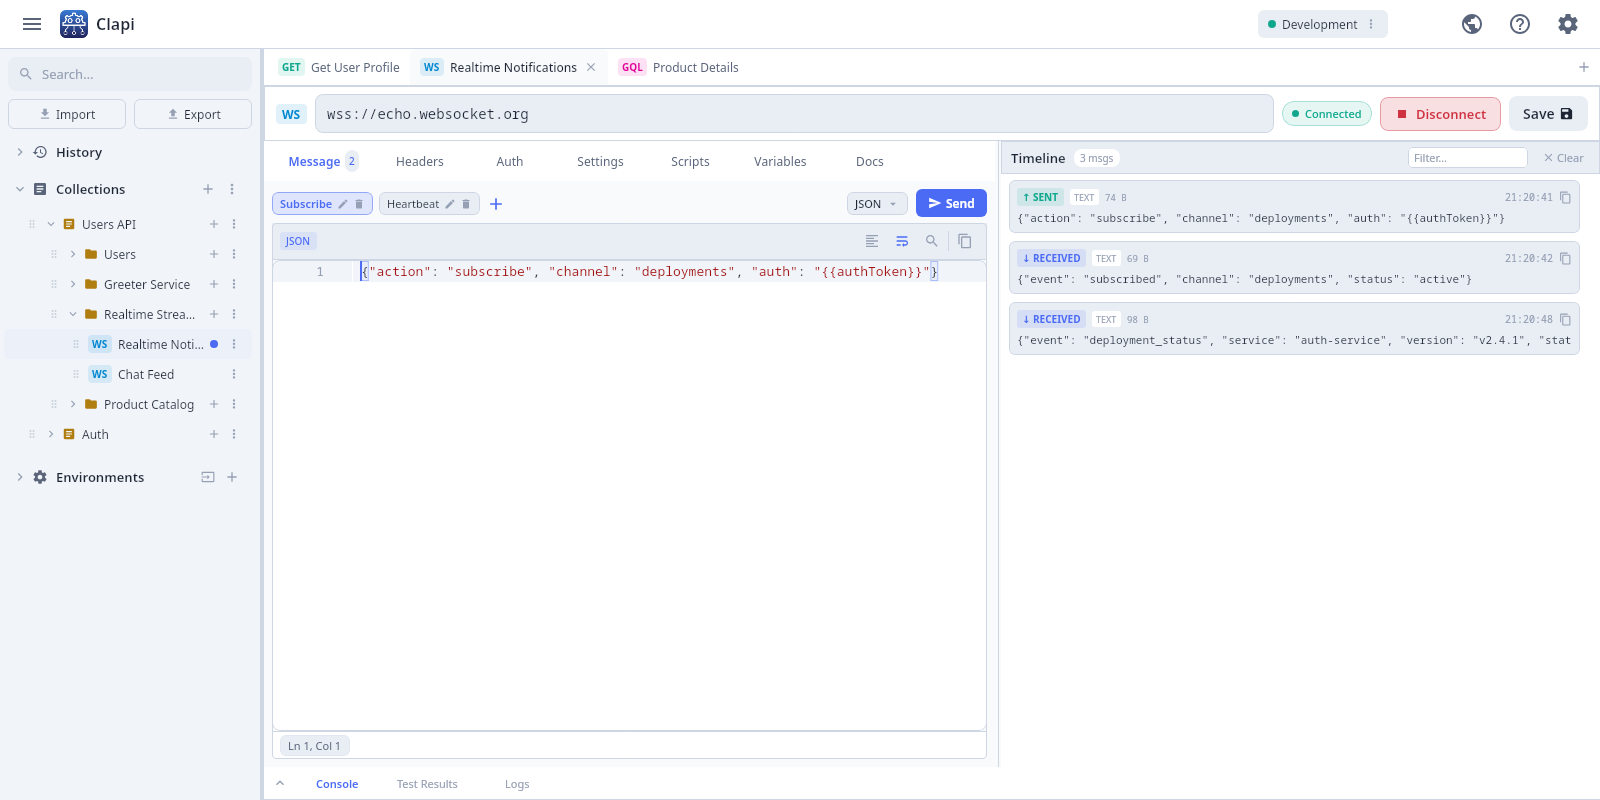 Clapi
Development
Search...
Import
Export
History
Collections
Users API
Users
Greeter Service
Realtime Strea...
WS Realtime Noti...
WS Chat Feed
Product Catalog
Auth
Environments
GET Get User Profile
WS Realtime Notifications
GQL Product Details
WS wss://echo.websocket.org
Connected
Disconnect
Save
Message 2
Headers
Auth
Settings
Scripts
Variables
Docs
Subscribe
Heartbeat
JSON
Send
JSON
1 {"action": "subscribe", "channel": "deployments", "auth": "{{authToken}}"}
Ln 1, Col 1
Timeline 3 msgs
Filter...
Clear
↑ SENT TEXT 74 B 21:20:41
{"action": "subscribe", "channel": "deployments", "auth": "{{authToken}}"}
↓ RECEIVED TEXT 69 B 21:20:42
{"event": "subscribed", "channel": "deployments", "status": "active"}
↓ RECEIVED TEXT 98 B 21:20:48
{"event": "deployment_status", "service": "auth-service", "version": "v2.4.1", "stat
Console
Test Results
Logs